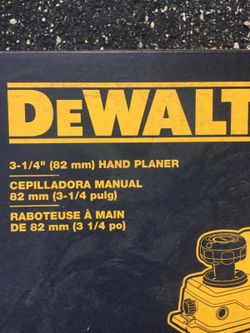 DEWALT
3-1/4" (82 mm) HAND PLANER
CEPILLADORA MANUAL
82 mm (3-1/4 pulg)
RABOTEUSE À MAIN
DE 82 mm (3 1/4 po)